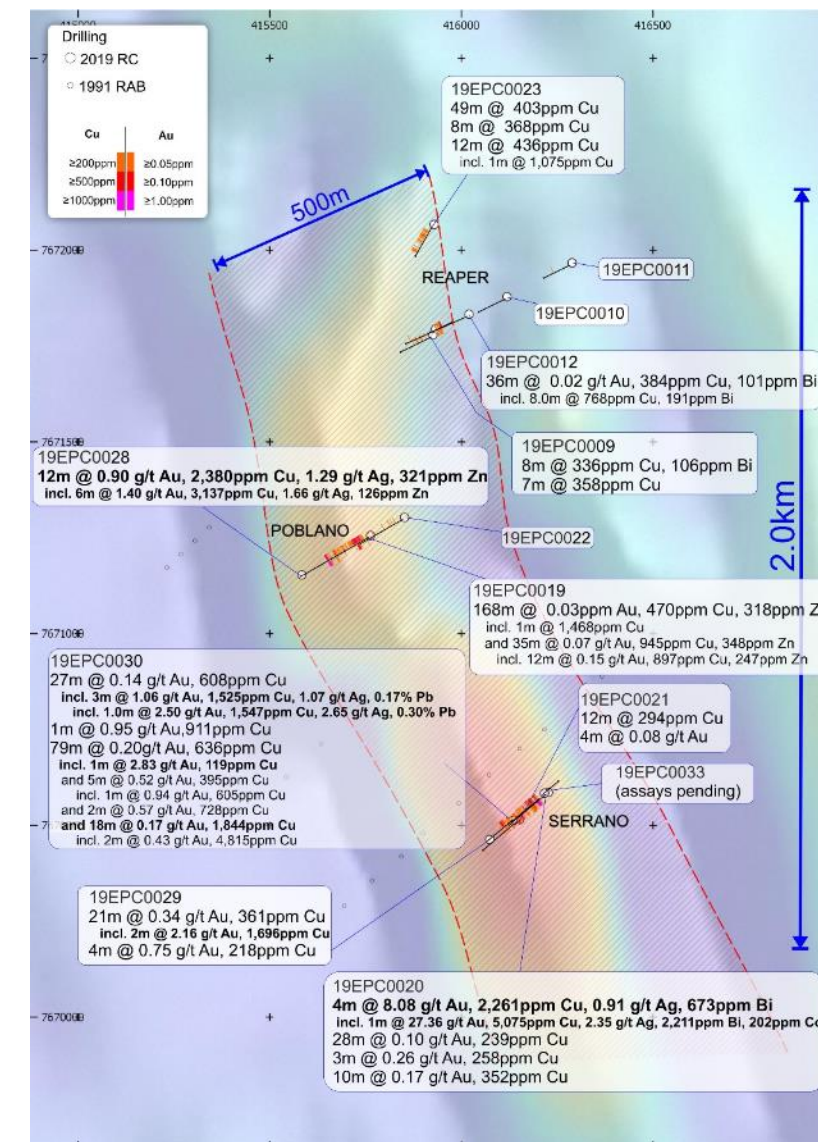 415000 415500 416000 416500
Drilling
2019 RC
1991 RAB
Cu Au
≥200ppm ≥0.05ppm
≥500ppm ≥0.10ppm
≥1000ppm ≥1.00ppm
19EPC0023
49m @ 403ppm Cu
8m @ 368ppm Cu
12m @ 436ppm Cu
incl. 1m @ 1,075ppm Cu
500m
7672000
REAPER
19EPC0011
19EPC0010
19EPC0012
36m @ 0.02 g/t Au, 384ppm Cu, 101ppm Bi
incl. 8.0m @ 768ppm Cu, 191ppm Bi
7671500
19EPC0009
8m @ 336ppm Cu, 106ppm Bi
7m @ 358ppm Cu
19EPC0028
12m @ 0.90 g/t Au, 2,380ppm Cu, 1.29 g/t Ag, 321ppm Zn
incl. 6m @ 1.40 g/t Au, 3,137ppm Cu, 1.66 g/t Ag, 126ppm Zn
2.0km
POBLANO
19EPC0022
19EPC0019
168m @ 0.03ppm Au, 470ppm Cu, 318ppm Z
incl. 1m @ 1,468ppm Cu
and 35m @ 0.07 g/t Au, 945ppm Cu, 348ppm Zn
incl. 12m @ 0.15 g/t Au, 897ppm Cu, 247ppm Zn
7671000
19EPC0030
27m @ 0.14 g/t Au, 608ppm Cu
incl. 3m @ 1.06 g/t Au, 1,525ppm Cu, 1.07 g/t Ag, 0.17% Pb
incl. 1.0m @ 2.50 g/t Au, 1,547ppm Cu, 2.65 g/t Ag, 0.30% Pb
1m @ 0.95 g/t Au,911ppm Cu
79m @ 0.20g/t Au, 636ppm Cu
incl. 1m @ 2.83 g/t Au, 119ppm Cu
and 5m @ 0.52 g/t Au, 395ppm Cu
incl. 1m @ 0.94 g/t Au, 605ppm Cu
and 2m @ 0.57 g/t Au, 728ppm Cu
and 18m @ 0.17 g/t Au, 1,844ppm Cu
incl. 2m @ 0.43 g/t Au, 4,815ppm Cu
19EPC0021
12m @ 294ppm Cu
4m @ 0.08 g/t Au
19EPC0033
(assays pending)
SERRANO
19EPC0029
21m @ 0.34 g/t Au, 361ppm Cu
incl. 2m @ 2.16 g/t Au, 1,696ppm Cu
4m @ 0.75 g/t Au, 218ppm Cu
19EPC0020
4m @ 8.08 g/t Au, 2,261ppm Cu, 0.91 g/t Ag, 673ppm Bi
incl. 1m @ 27.36 g/t Au, 5,075ppm Cu, 2.35 g/t Ag, 2,211ppm Bi, 202ppm Co
28m @ 0.10 g/t Au, 239ppm Cu
3m @ 0.26 g/t Au, 258ppm Cu
10m @ 0.17 g/t Au, 352ppm Cu
7670000